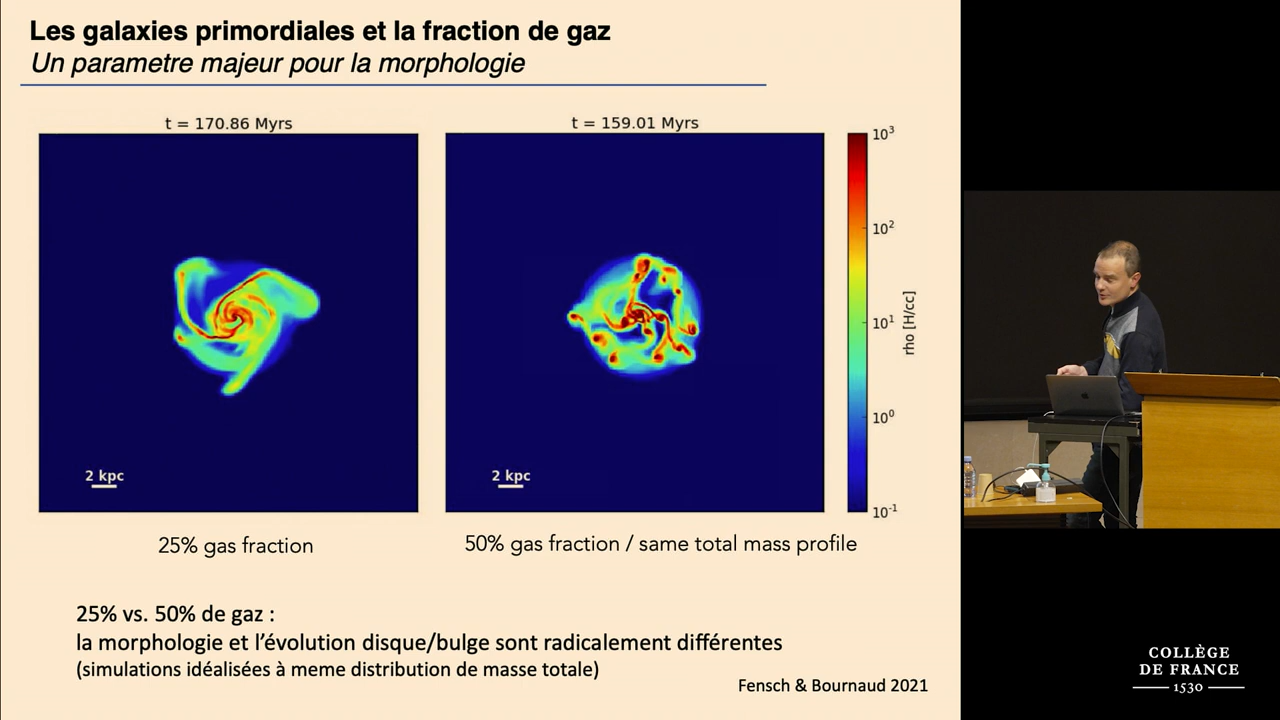 Les galaxies primordiales et la fraction de gaz
Un parametre majeur pour la morphologie
t = 170.86 Myrs
t = 159.01 Myrs
10³
10²
10¹
10⁰
10⁻¹
rho [H/cc]
2 kpc
2 kpc
25% gas fraction
50% gas fraction / same total mass profile
25% vs. 50% de gaz :
la morphologie et l’évolution disque/bulge sont radicalement différentes
(simulations idéalisées à meme distribution de masse totale)
Fensch & Bournaud 2021
COLLÈGE
DE FRANCE
1530